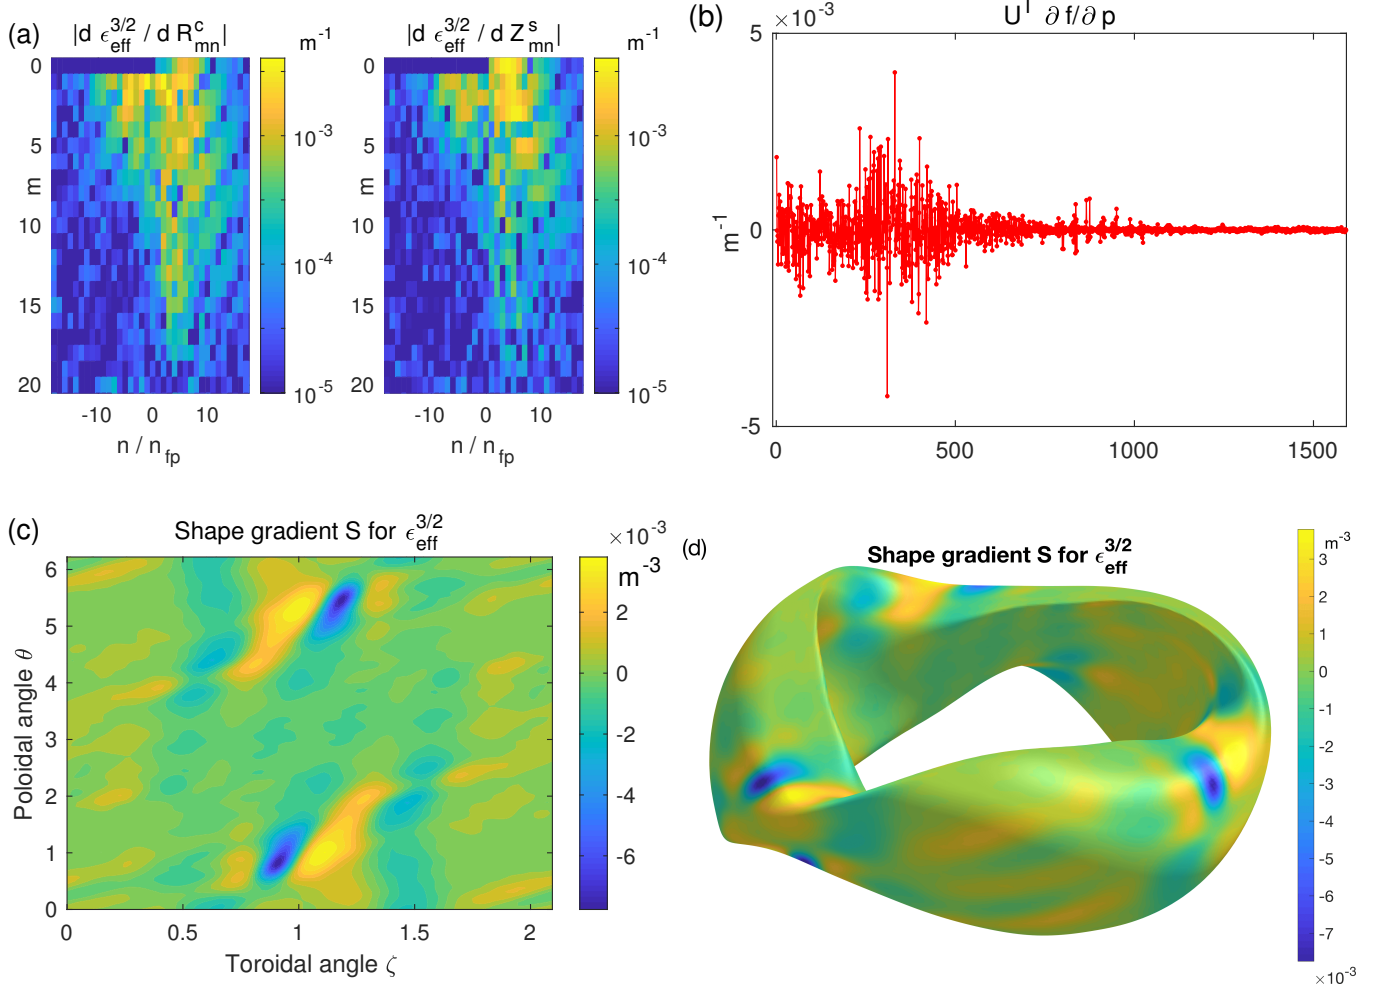 (a)
|d ϵ_eff^3/2 / d R_mn^c|
m⁻¹
0
5
m
10
15
20
-10 0 10
n / n_fp
10⁻³
10⁻⁴
10⁻⁵
|d ϵ_eff^3/2 / d Z_mn^s|
m⁻¹
0
5
10
15
20
-10 0 10
n / n_fp
10⁻³
10⁻⁴
10⁻⁵
(b)
×10⁻³
U^T ∂ f/∂ p
5
0
-5
m⁻¹
0 500 1000 1500
(c)
Shape gradient S for ϵ_eff^3/2
×10⁻³
m⁻³
6
5
4
3
2
1
0
Poloidal angle θ
0 0.5 1 1.5 2
Toroidal angle ζ
2
0
-2
-4
-6
(d)
Shape gradient S for ϵ_eff^3/2
m⁻³
3
2
1
0
-1
-2
-3
-4
-5
-6
-7
×10⁻³